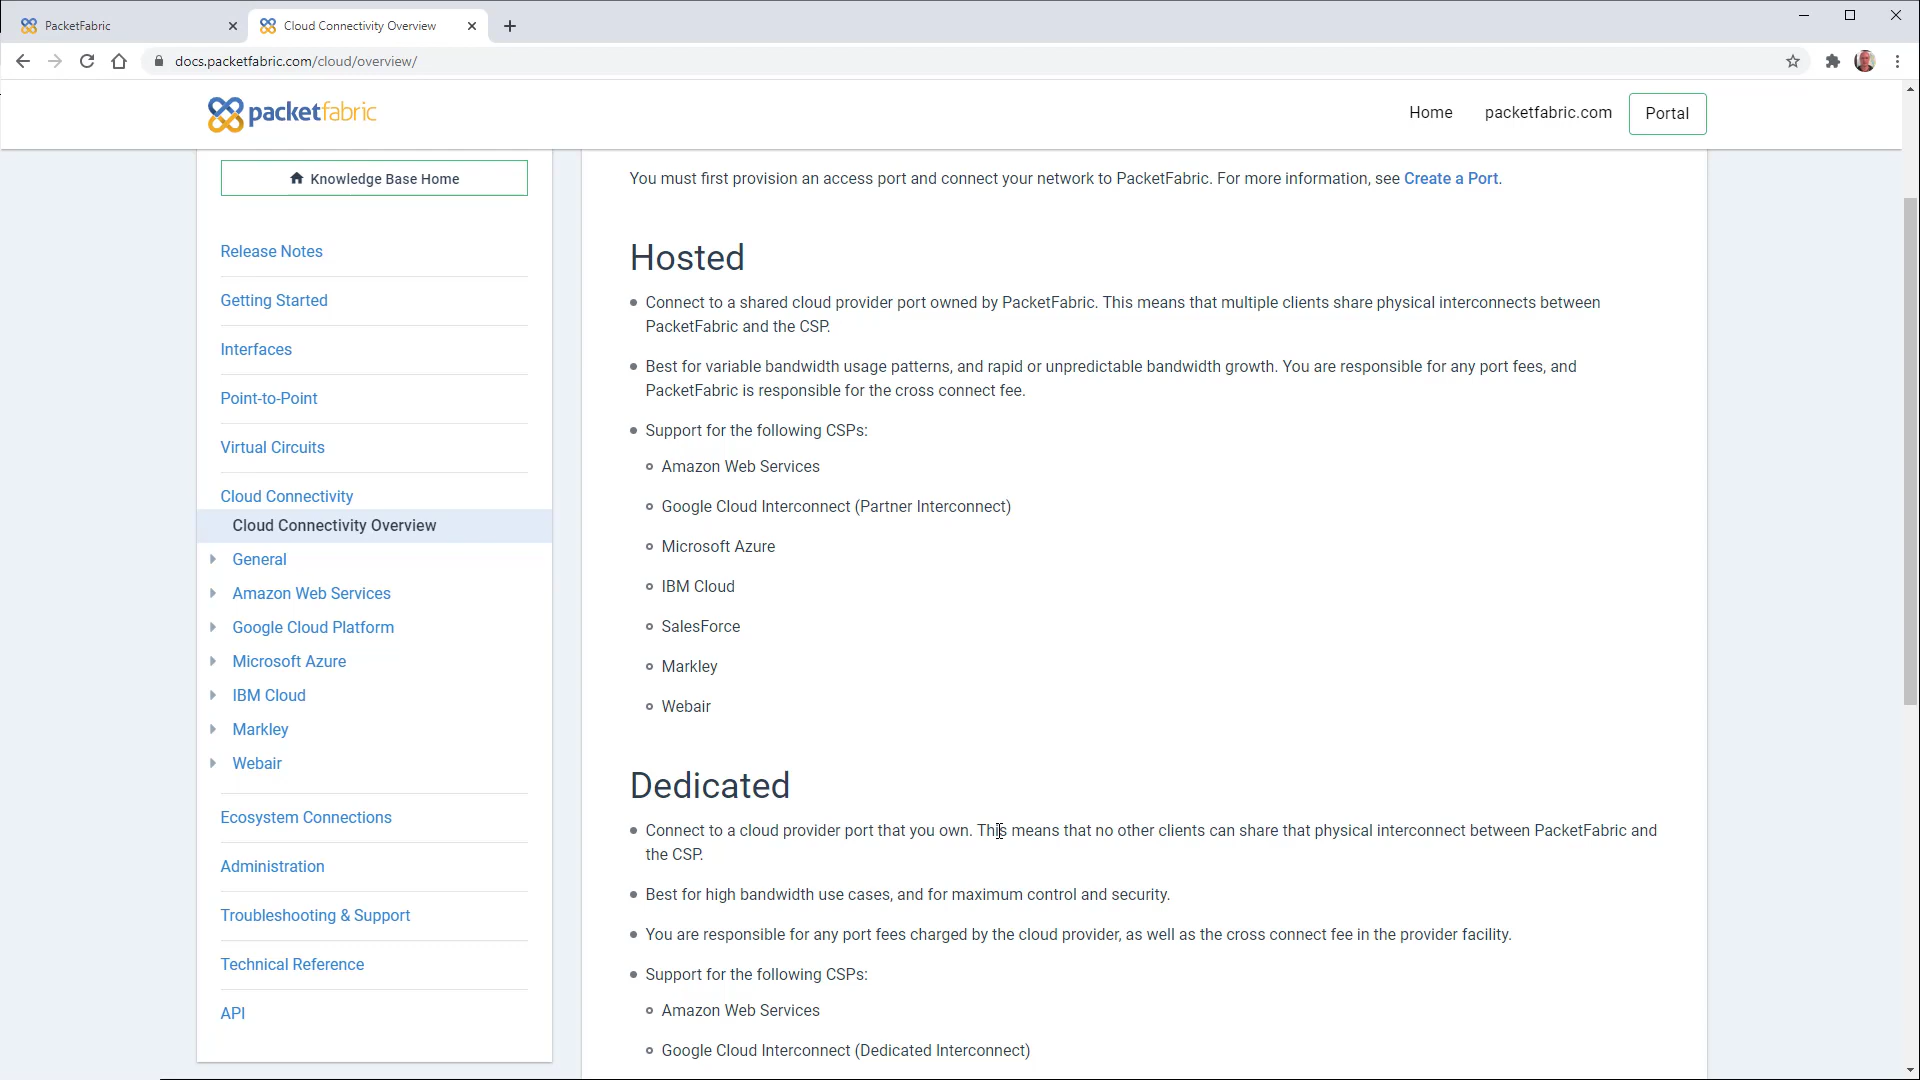 PacketFabric
Cloud Connectivity Overview
docs.packetfabric.com/cloud/overview/
packetfabric
Home
packetfabric.com
Portal
Knowledge Base Home
Release Notes
Getting Started
Interfaces
Point-to-Point
Virtual Circuits
Cloud Connectivity
Cloud Connectivity Overview
General
Amazon Web Services
Google Cloud Platform
Microsoft Azure
IBM Cloud
Markley
Webair
Ecosystem Connections
Administration
Troubleshooting & Support
Technical Reference
API
You must first provision an access port and connect your network to PacketFabric. For more information, see Create a Port.
Hosted
Connect to a shared cloud provider port owned by PacketFabric. This means that multiple clients share physical interconnects between
PacketFabric and the CSP.
Best for variable bandwidth usage patterns, and rapid or unpredictable bandwidth growth. You are responsible for any port fees, and
PacketFabric is responsible for the cross connect fee.
Support for the following CSPs:
Amazon Web Services
Google Cloud Interconnect (Partner Interconnect)
Microsoft Azure
IBM Cloud
SalesForce
Markley
Webair
Dedicated
Connect to a cloud provider port that you own. This means that no other clients can share that physical interconnect between PacketFabric and
the CSP.
Best for high bandwidth use cases, and for maximum control and security.
You are responsible for any port fees charged by the cloud provider, as well as the cross connect fee in the provider facility.
Support for the following CSPs:
Amazon Web Services
Google Cloud Interconnect (Dedicated Interconnect)